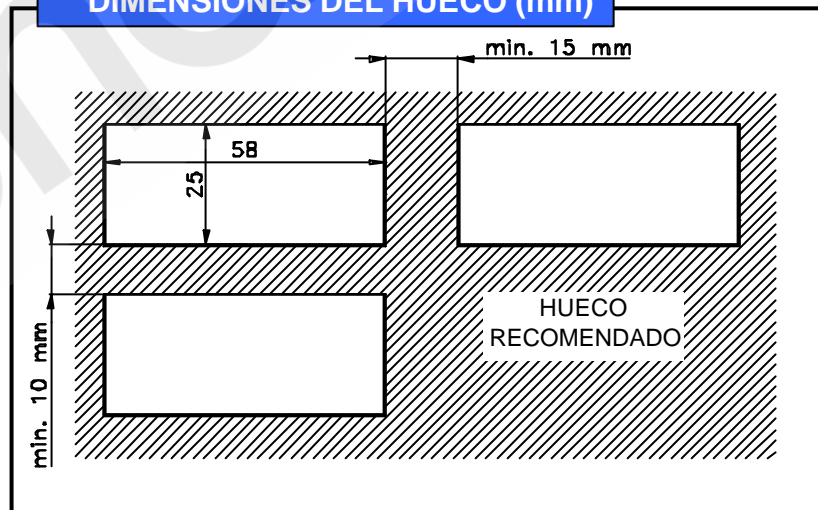 DIMENSIONES DEL HUECO (mm)
min. 15 mm
58
25
HUECO
RECOMENDADO
min. 10 mm